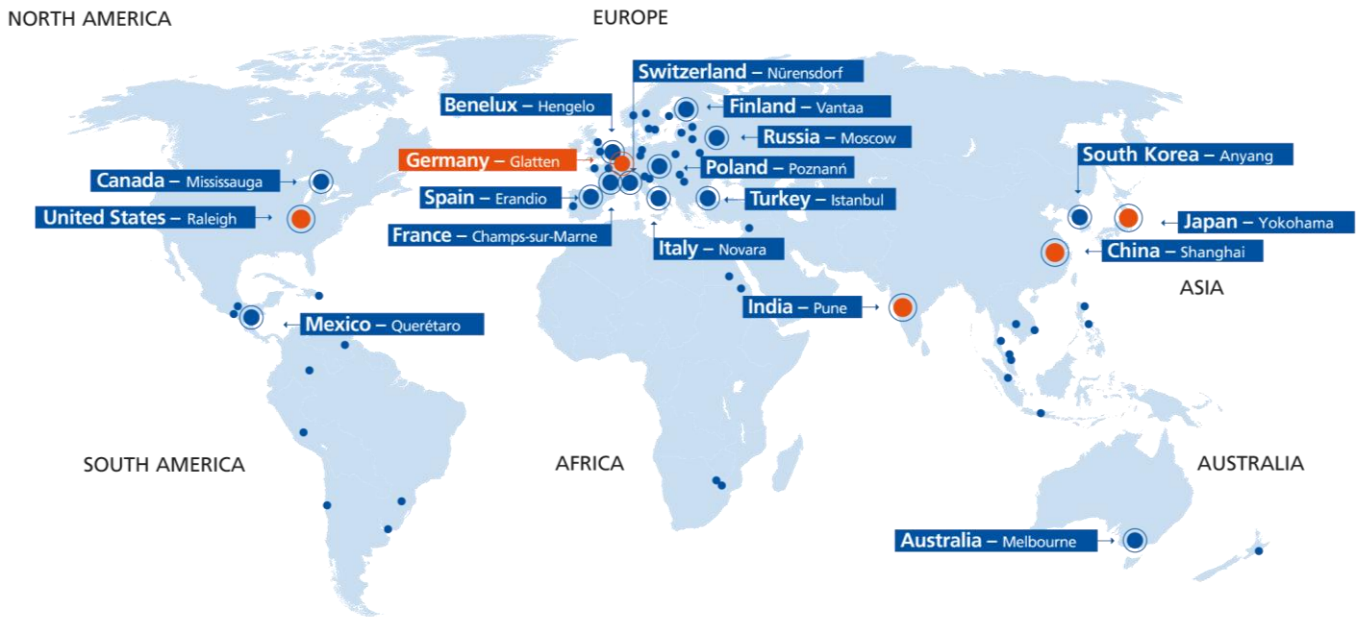 NORTH AMERICA
EUROPE
Switzerland – Nürensdorf
Benelux – Hengelo
Finland – Vantaa
Russia – Moscow
Germany – Glatten
South Korea – Anyang
Poland – Poznanń
Canada – Mississauga
Spain – Erandio
Turkey – Istanbul
United States – Raleigh
Japan – Yokohama
France – Champs-sur-Marne
Italy – Novara
China – Shanghai
ASIA
India – Pune
Mexico – Querétaro
SOUTH AMERICA
AFRICA
AUSTRALIA
Australia – Melbourne